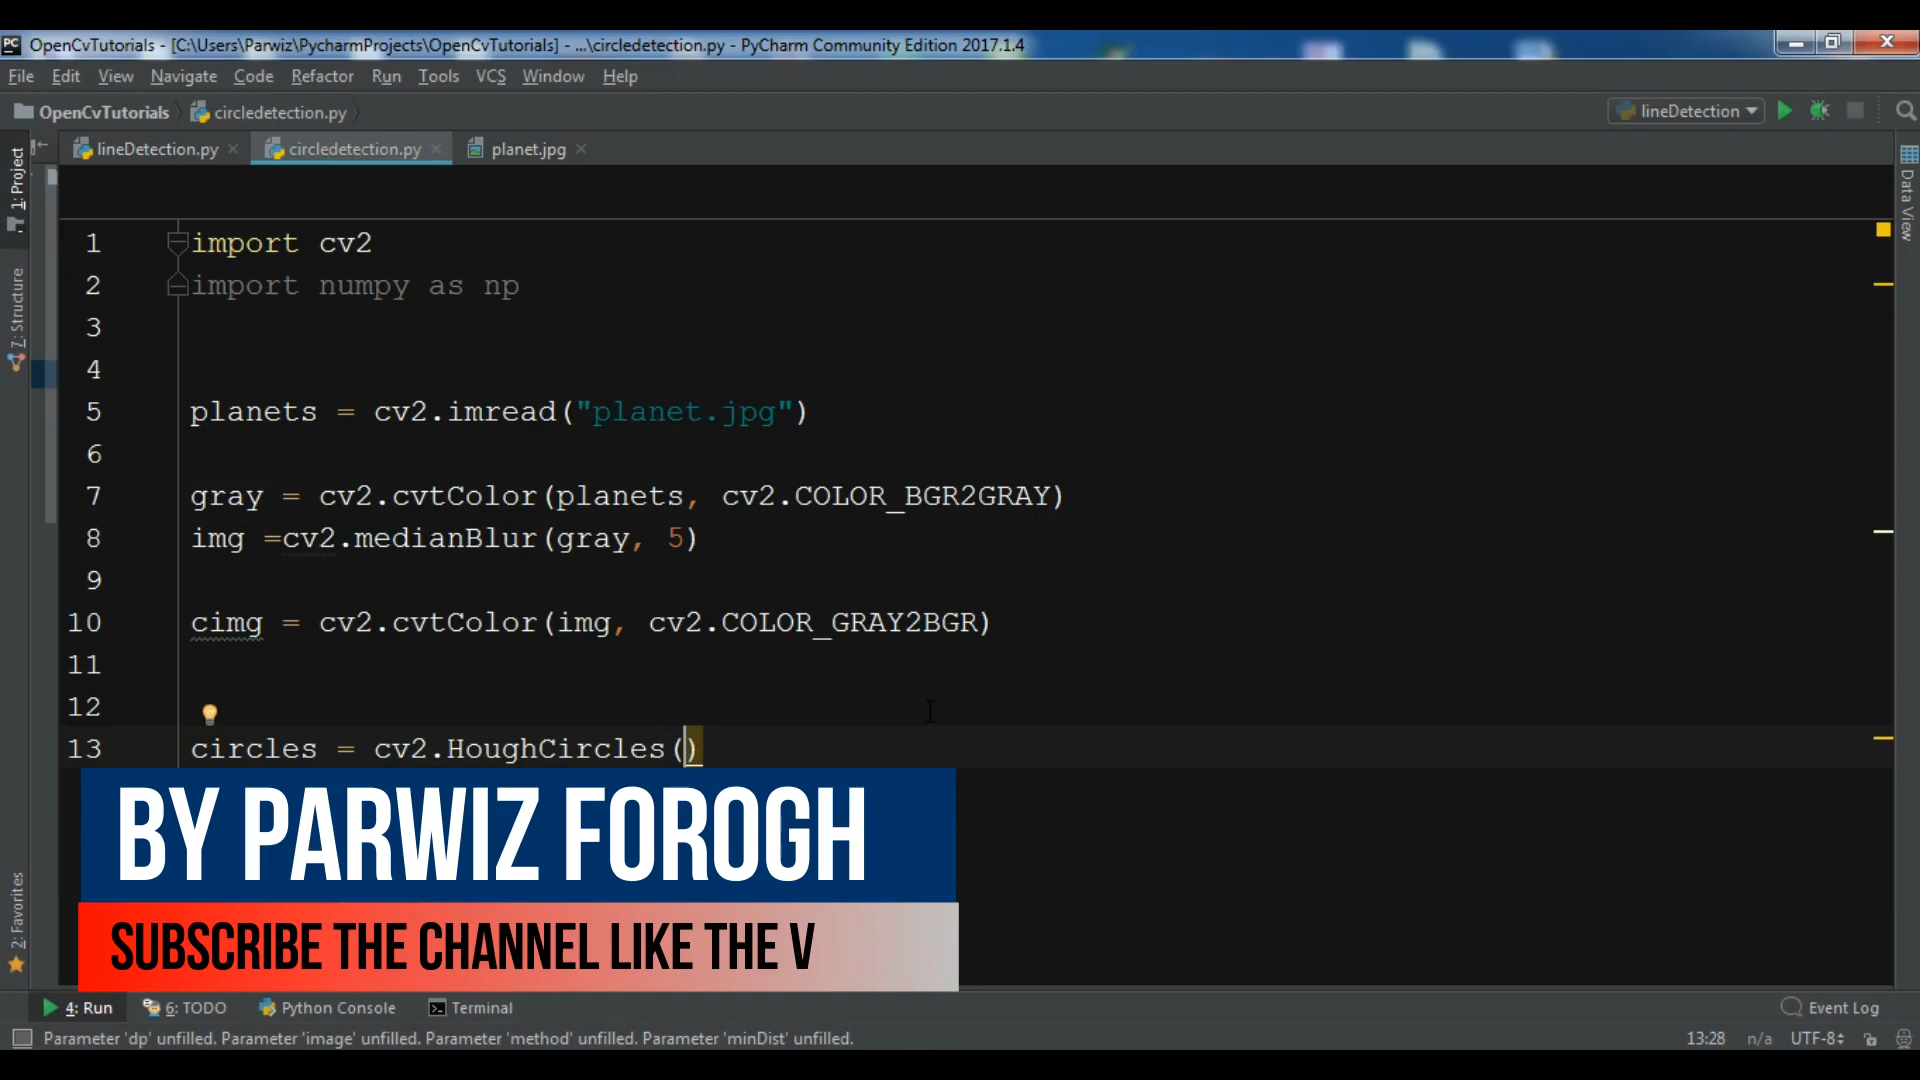 OpenCvTutorials - [C:\Users\Parwiz\PycharmProjects\OpenCvTutorials] - ...\circledetection.py - PyCharm Community Edition 2017.1.4
File Edit View Navigate Code Refactor Run Tools VCS Window Help
OpenCvTutorials circledetection.py lineDetection
lineDetection.py circledetection.py planet.jpg
1: Project
7: Structure
2: Favorites
Data View
1 import cv2
2 import numpy as np
3
4
5 planets = cv2.imread("planet.jpg")
6
7 gray = cv2.cvtColor(planets, cv2.COLOR_BGR2GRAY)
8 img =cv2.medianBlur(gray, 5)
9
10 cimg = cv2.cvtColor(img, cv2.COLOR_GRAY2BGR)
11
12
13 circles = cv2.HoughCircles()
BY PARWIZ FOROGH
SUBSCRIBE THE CHANNEL LIKE THE V
4: Run 6: TODO Python Console Terminal Event Log
Parameter 'dp' unfilled. Parameter 'image' unfilled. Parameter 'method' unfilled. Parameter 'minDist' unfilled. 13:28 n/a UTF-8